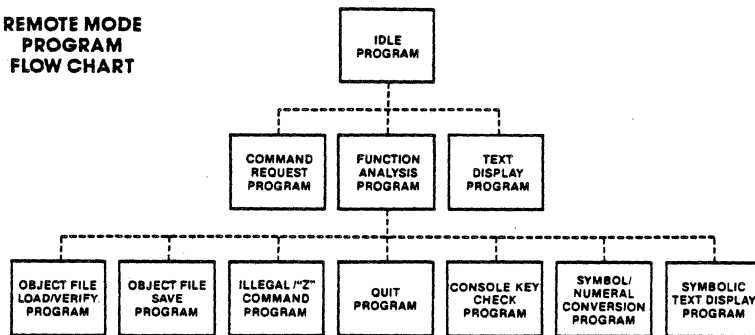 REMOTE MODE
PROGRAM
FLOW CHART
IDLE
PROGRAM
COMMAND
REQUEST
PROGRAM
FUNCTION
ANALYSIS
PROGRAM
TEXT
DISPLAY
PROGRAM
OBJECT FILE
LOAD/VERIFY
PROGRAM
OBJECT FILE
SAVE
PROGRAM
ILLEGAL/"Z"
COMMAND
PROGRAM
QUIT
PROGRAM
CONSOLE KEY
CHECK
PROGRAM
SYMBOL/
NUMERAL
CONVERSION
PROGRAM
SYMBOLIC
TEXT DISPLAY
PROGRAM